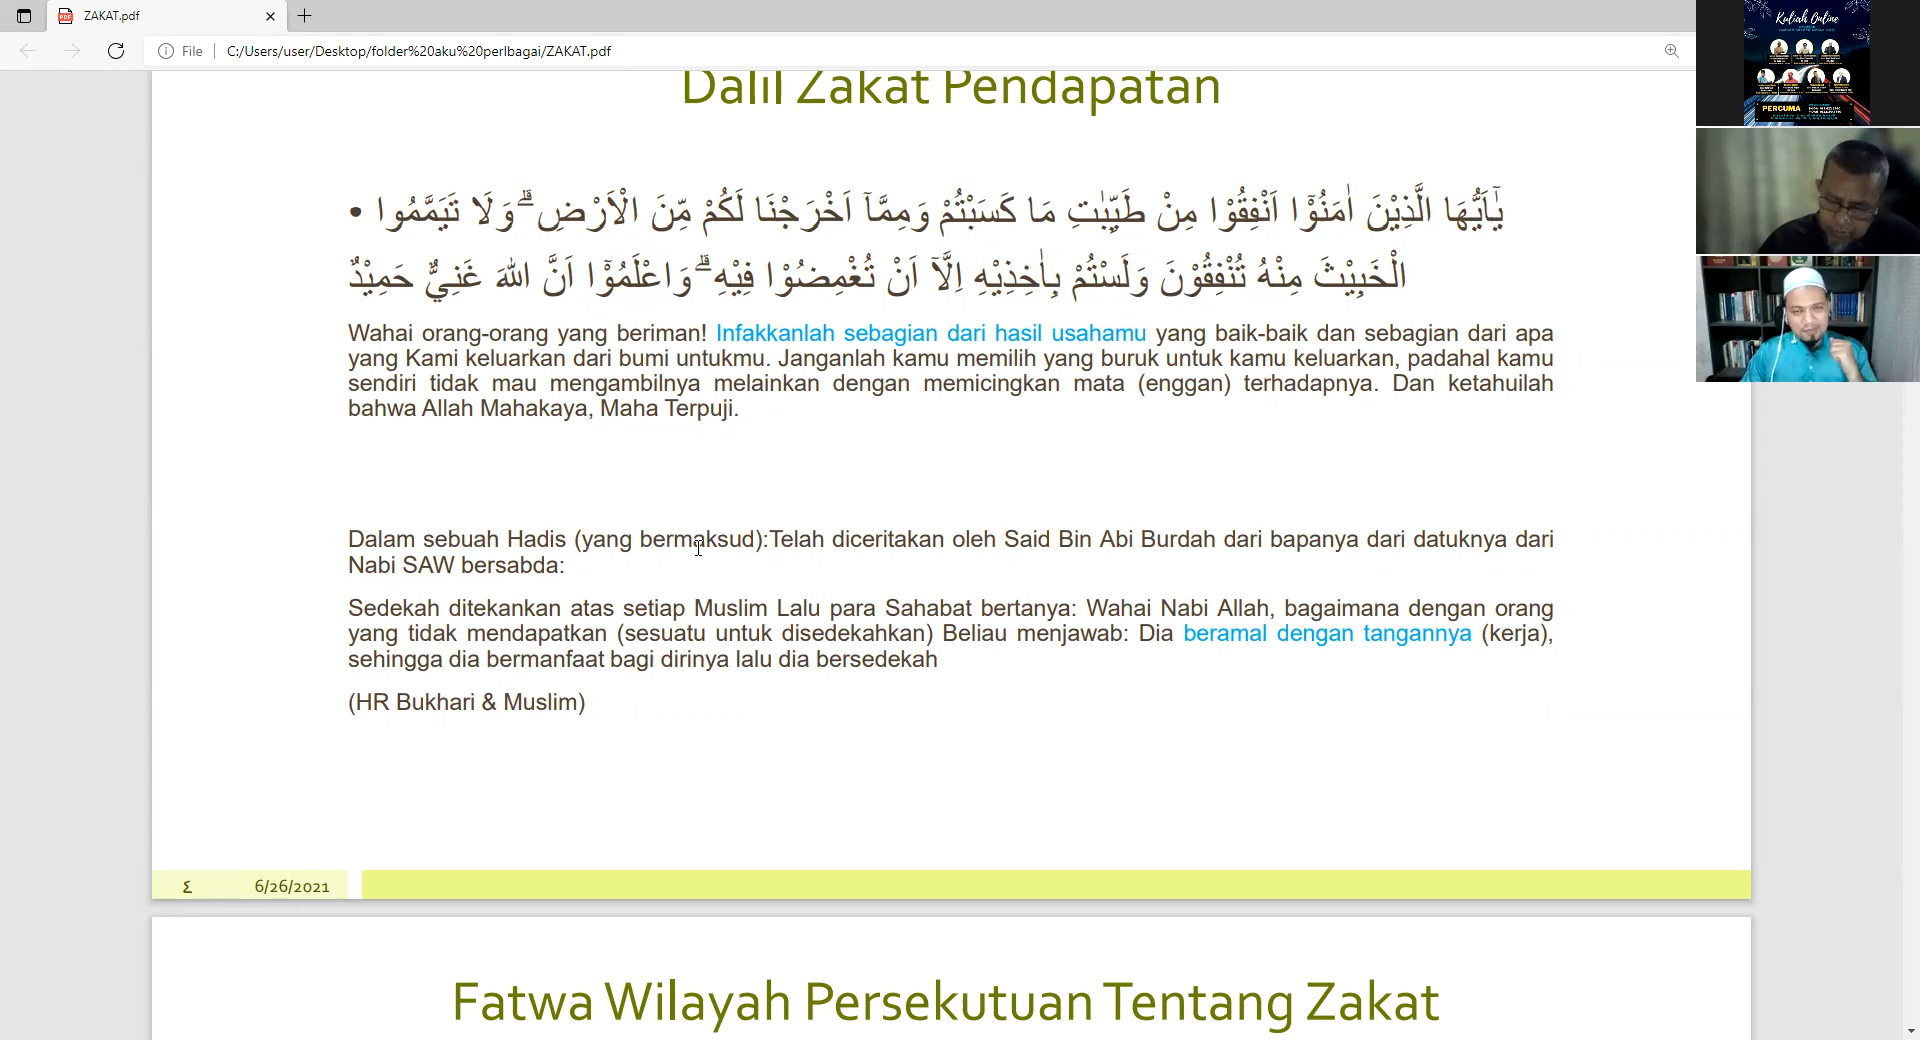 ZAKAT.pdf
File
C:/Users/user/Desktop/folder%20aku%20perlbagai/ZAKAT.pdf
Dalil Zakat Pendapatan
• يٰٓاَيُّهَا الَّذِيْنَ اٰمَنُوْٓا اَنْفِقُوْا مِنْ طَيِّبٰتِ مَا كَسَبْتُمْ وَمِمَّآ اَخْرَجْنَا لَكُمْ مِّنَ الْاَرْضِ ۗ وَلَا تَيَمَّمُوا
الْخَبِيْثَ مِنْهُ تُنْفِقُوْنَ وَلَسْتُمْ بِاٰخِذِيْهِ اِلَّآ اَنْ تُغْمِضُوْا فِيْهِ ۗ وَاعْلَمُوْٓا اَنَّ اللهَ غَنِيٌّ حَمِيْدٌ
Wahai orang-orang yang beriman! Infakkanlah sebagian dari hasil usahamu yang baik-baik dan sebagian dari apa
yang Kami keluarkan dari bumi untukmu. Janganlah kamu memilih yang buruk untuk kamu keluarkan, padahal kamu
sendiri tidak mau mengambilnya melainkan dengan memicingkan mata (enggan) terhadapnya. Dan ketahuilah
bahwa Allah Mahakaya, Maha Terpuji.
Dalam sebuah Hadis (yang bermaksud):Telah diceritakan oleh Said Bin Abi Burdah dari bapanya dari datuknya dari
Nabi SAW bersabda:
Sedekah ditekankan atas setiap Muslim Lalu para Sahabat bertanya: Wahai Nabi Allah, bagaimana dengan orang
yang tidak mendapatkan (sesuatu untuk disedekahkan) Beliau menjawab: Dia beramal dengan tangannya (kerja),
sehingga dia bermanfaat bagi dirinya lalu dia bersedekah
(HR Bukhari & Muslim)
٤ 6/26/2021
Fatwa Wilayah Persekutuan Tentang Zakat
Kuliah Online
PERCUMA